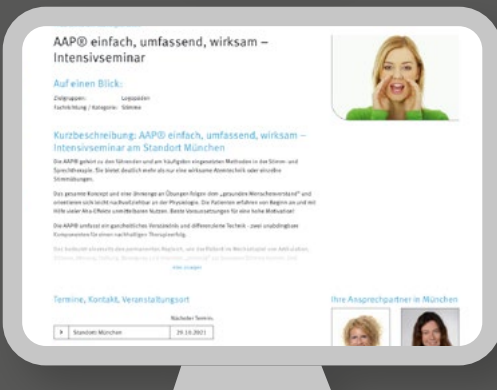 AAP® einfach, umfassend, wirksam –
Intensivseminar
Auf einen Blick:
Zielgruppen: Logopäden
Fachrichtung / Kategorie: Stimme
Kurzbeschreibung: AAP® einfach, umfassend, wirksam –
Intensivseminar am Standort München
Die AAP® gehört zu den führenden und am häufigsten eingesetzten Methoden in der Stimm- und
Sprechtherapie. Sie bietet deutlich mehr als nur eine wirksame Atemtechnik oder einzelne
Stimmübungen.
Das gesamte Konzept und eine Unmenge an Übungen folgen dem „gesunden Menschenverstand" und
orientieren sich leicht nachvollziehbar an der Physiologie. Die Patienten erfahren von Beginn an und mit
Hilfe vieler Aha-Effekte unmittelbaren Nutzen. Beste Voraussetzungen für eine hohe Motivation!
Die AAP® umfasst ein ganzheitliches Verständnis und differenzierte Technik - zwei unabdingbare
Komponenten für einen nachhaltigen Therapieerfolg.
Termine, Kontakt, Veranstaltungsort
Ihre Ansprechpartner in München
Nächster Termin:
Standort München